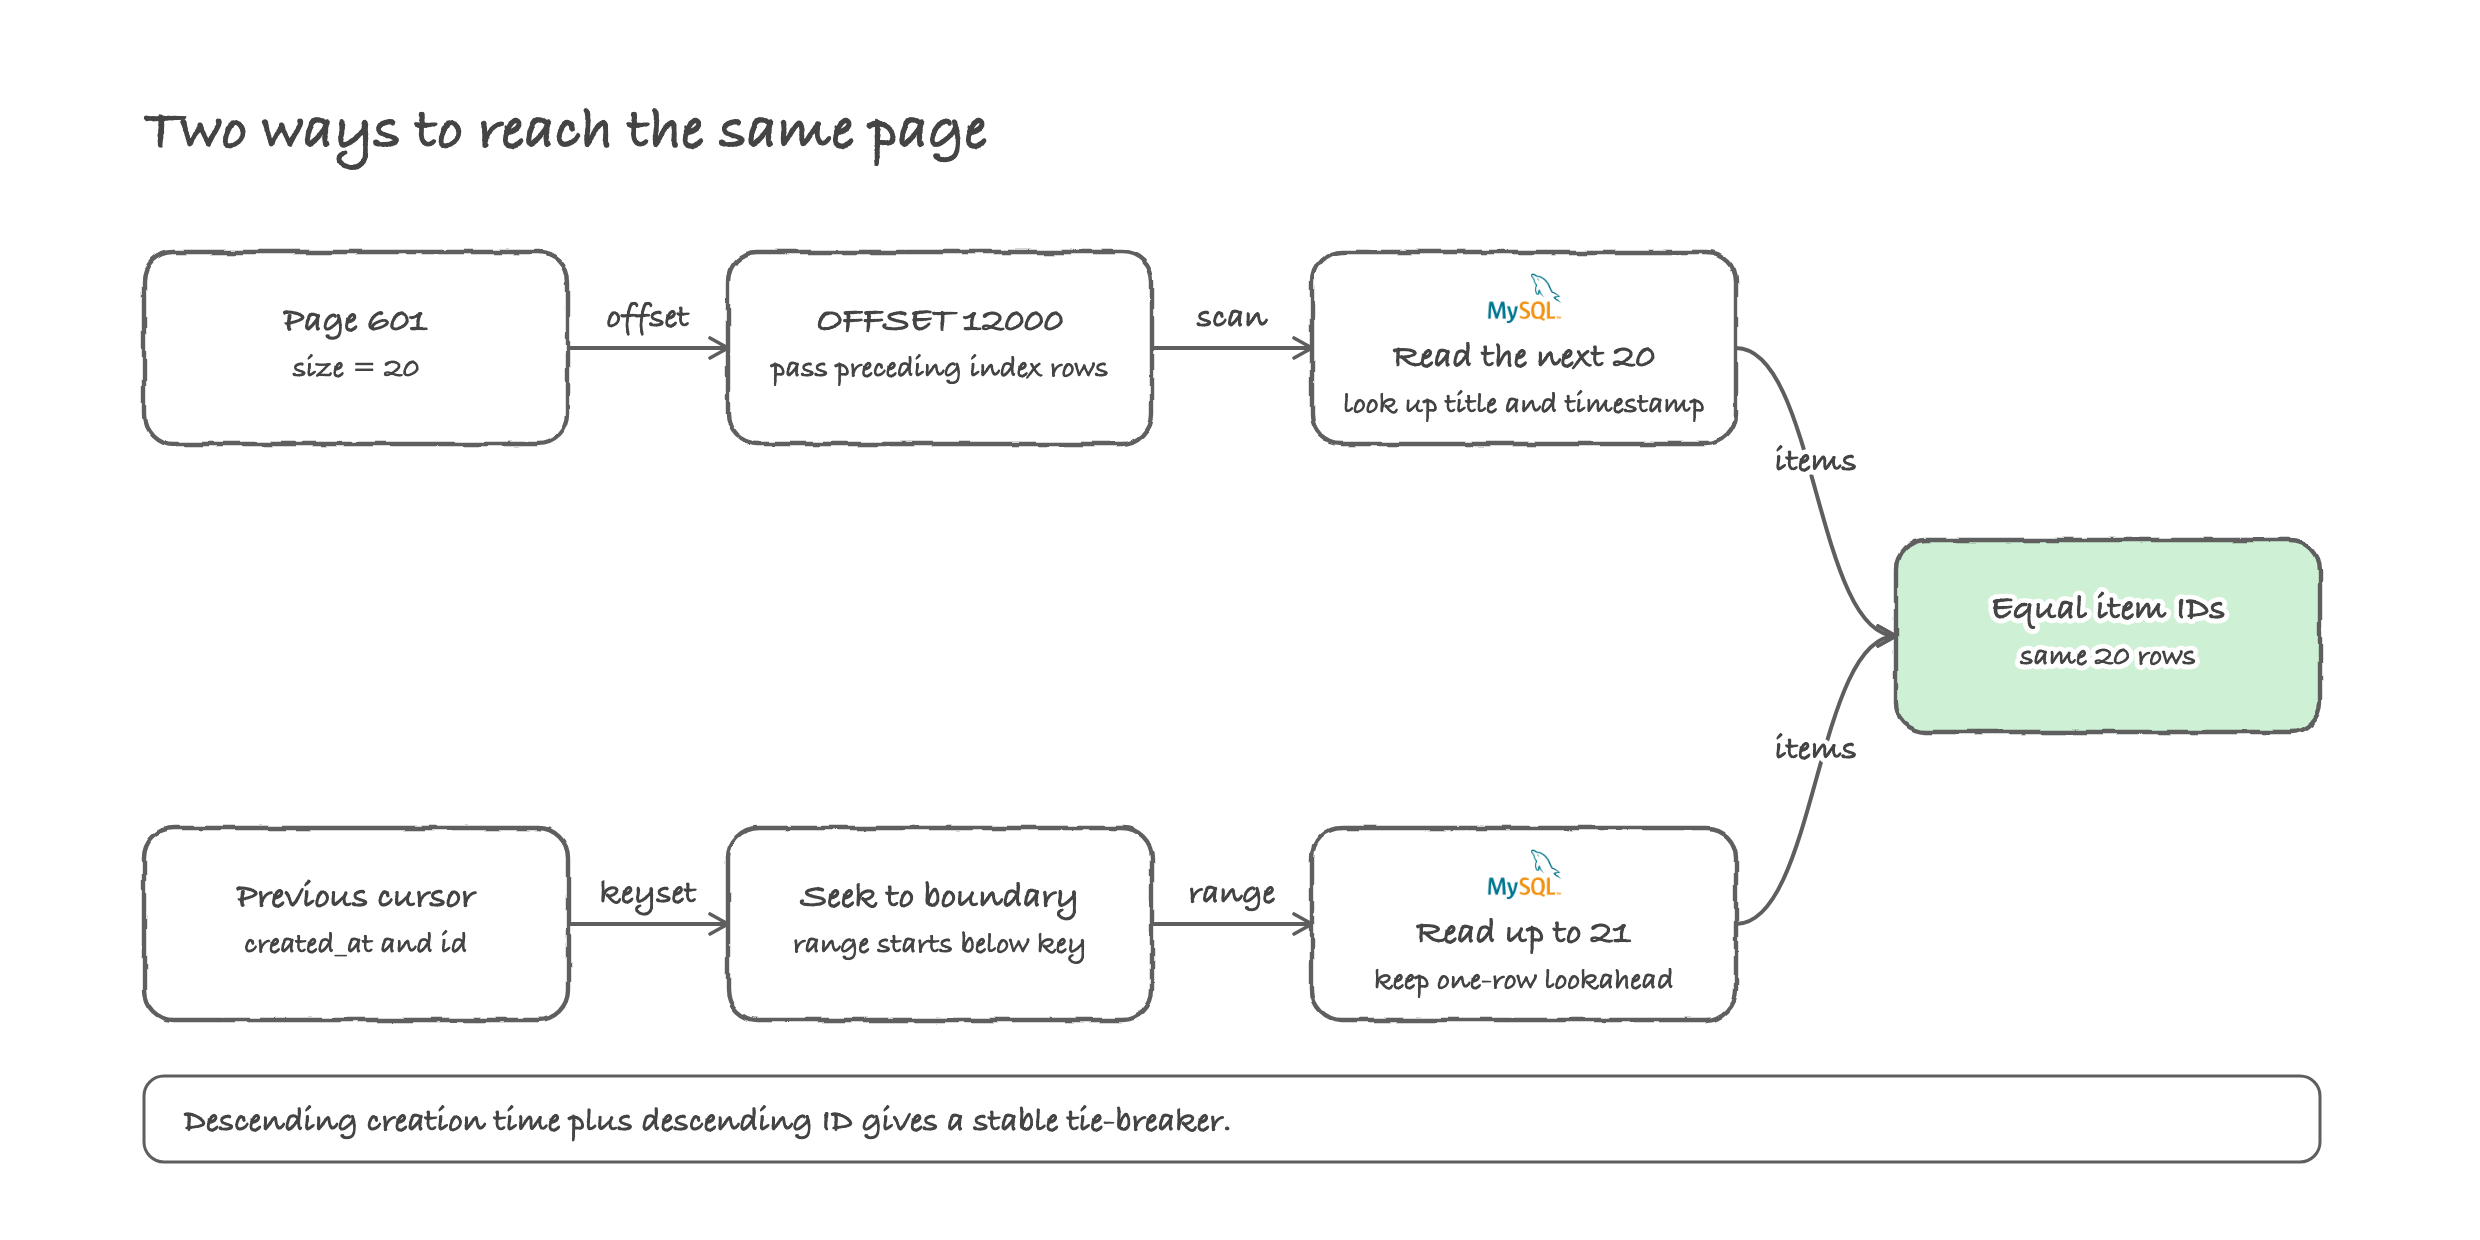 Two ways to reach the same page
Page 601
size = 20
offset
OFFSET 12000
pass preceding index rows
scan
MySQL™
Read the next 20
look up title and timestamp
items
Equal item IDs
same 20 rows
items
Previous cursor
created_at and id
keyset
Seek to boundary
range starts below key
range
MySQL™
Read up to 21
keep one-row lookahead
Descending creation time plus descending ID gives a stable tie-breaker.